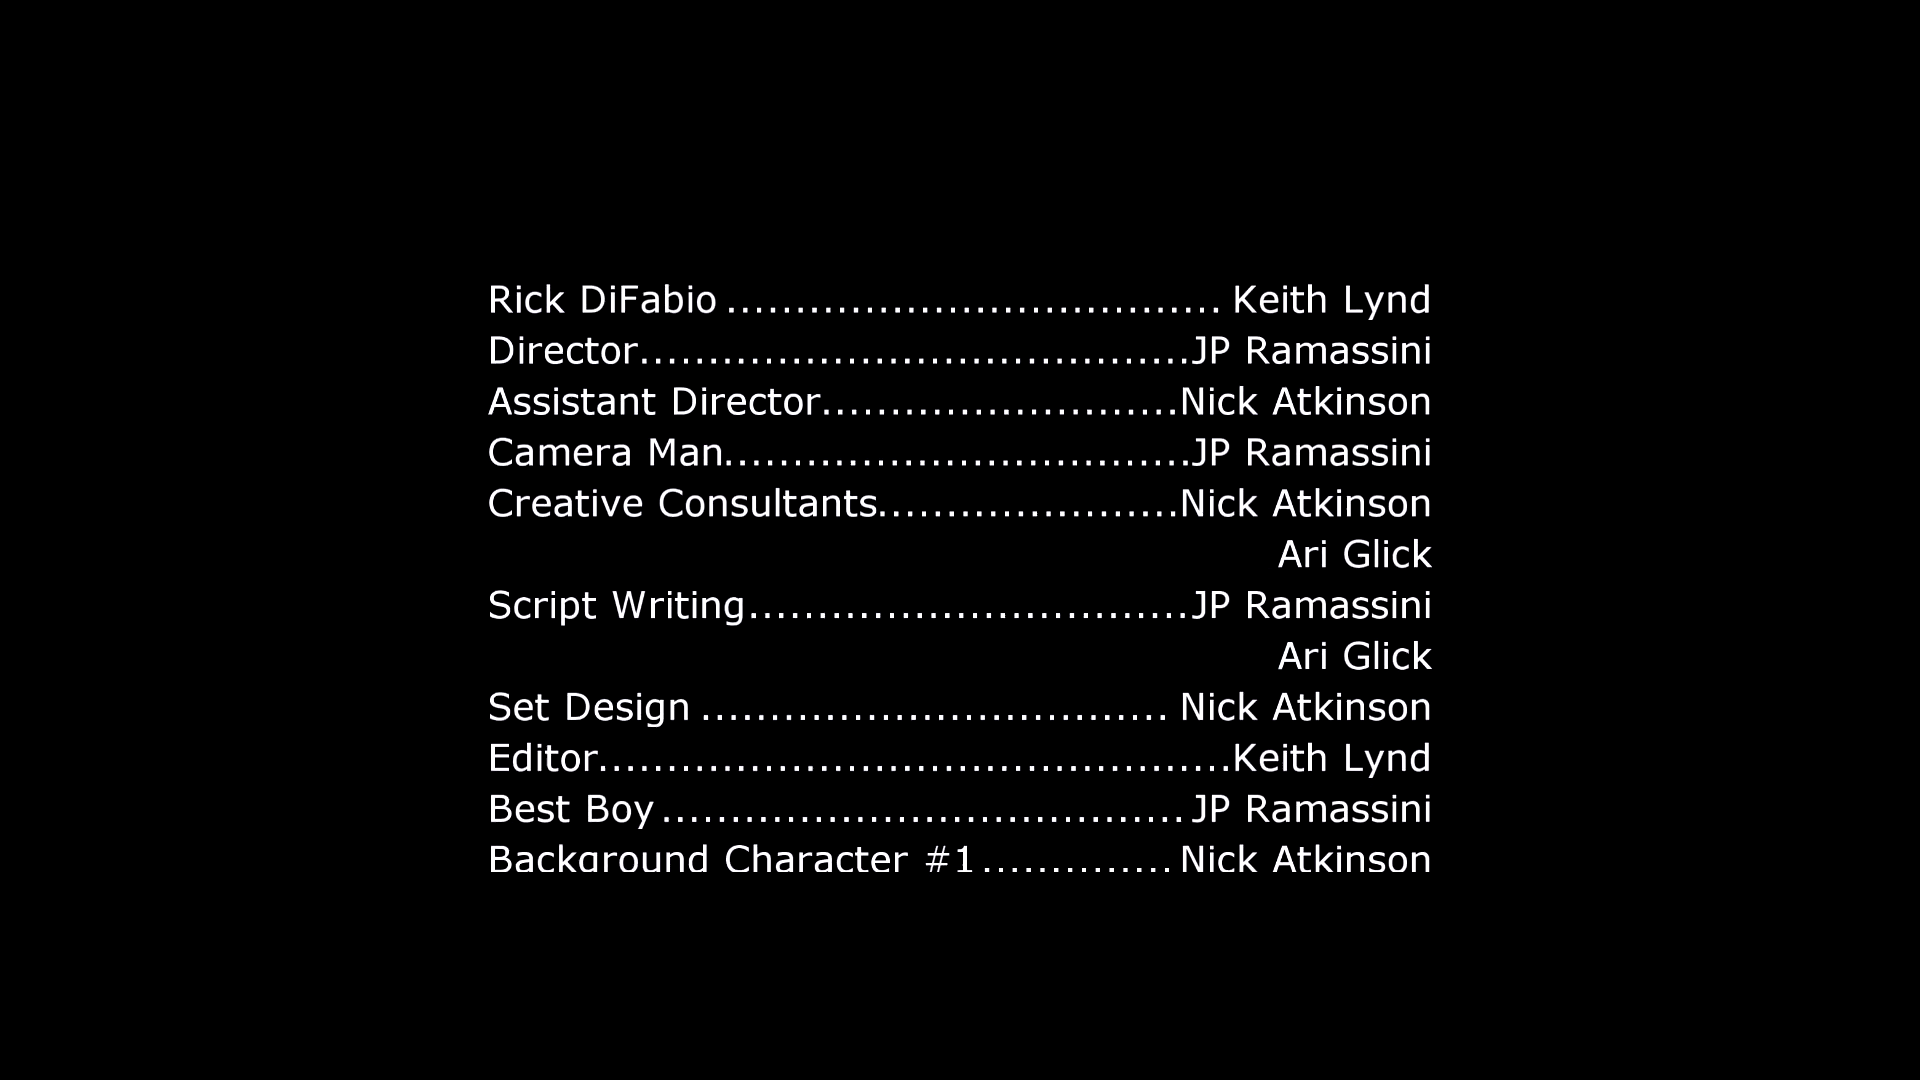 Rick DiFabio .................................... Keith Lynd
Director........................................JP Ramassini
Assistant Director..........................Nick Atkinson
Camera Man..................................JP Ramassini
Creative Consultants......................Nick Atkinson
Ari Glick
Script Writing................................JP Ramassini
Ari Glick
Set Design .................................. Nick Atkinson
Editor..............................................Keith Lynd
Best Boy ...................................... JP Ramassini
Background Character #1 .............. Nick Atkinson